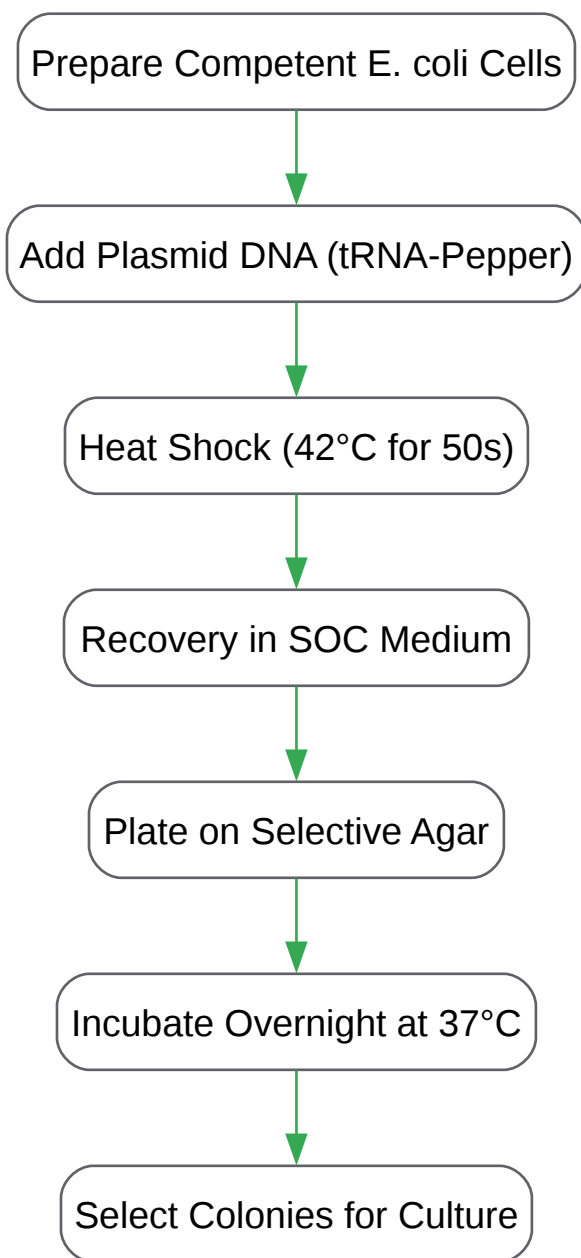 Prepare Competent E. coli Cells
Add Plasmid DNA (tRNA-Pepper)
Heat Shock (42°C for 50s)
Recovery in SOC Medium
Plate on Selective Agar
Incubate Overnight at 37°C
Select Colonies for Culture